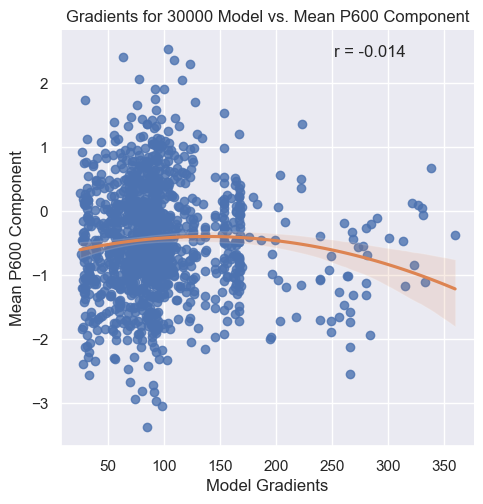 Gradients for 30000 Model vs. Mean P600 Component
r = -0.014
Mean P600 Component
2
1
0
−1
−2
−3
50 100 150 200 250 300 350
Model Gradients